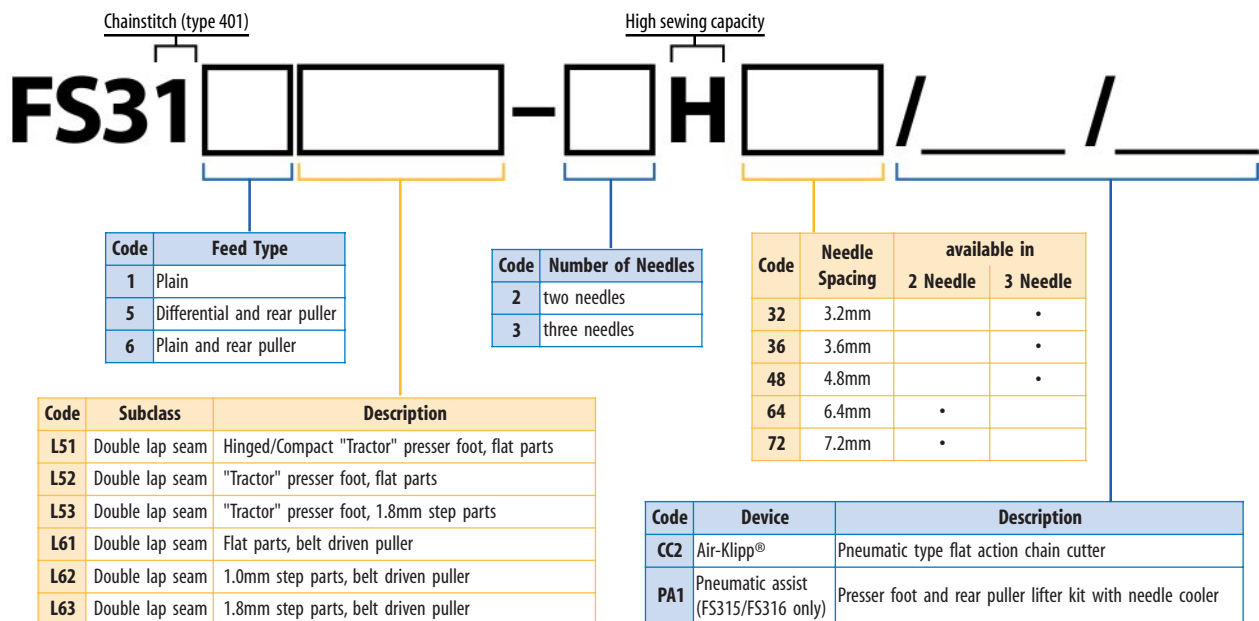 Chainstitch (type 401)
High sewing capacity
FS31 - H / /
Code Feed Type
1 Plain
5 Differential and rear puller
6 Plain and rear puller
Code Number of Needles
2 two needles
3 three needles
Code Needle Spacing available in
2 Needle 3 Needle
32 3.2mm •
36 3.6mm •
48 4.8mm •
64 6.4mm •
72 7.2mm •
Code Subclass Description
L51 Double lap seam Hinged/Compact "Tractor" presser foot, flat parts
L52 Double lap seam "Tractor" presser foot, flat parts
L53 Double lap seam "Tractor" presser foot, 1.8mm step parts
L61 Double lap seam Flat parts, belt driven puller
L62 Double lap seam 1.0mm step parts, belt driven puller
L63 Double lap seam 1.8mm step parts, belt driven puller
Code Device Description
CC2 Air-Klipp® Pneumatic type flat action chain cutter
PA1 Pneumatic assist
(FS315/FS316 only) Presser foot and rear puller lifter kit with needle cooler